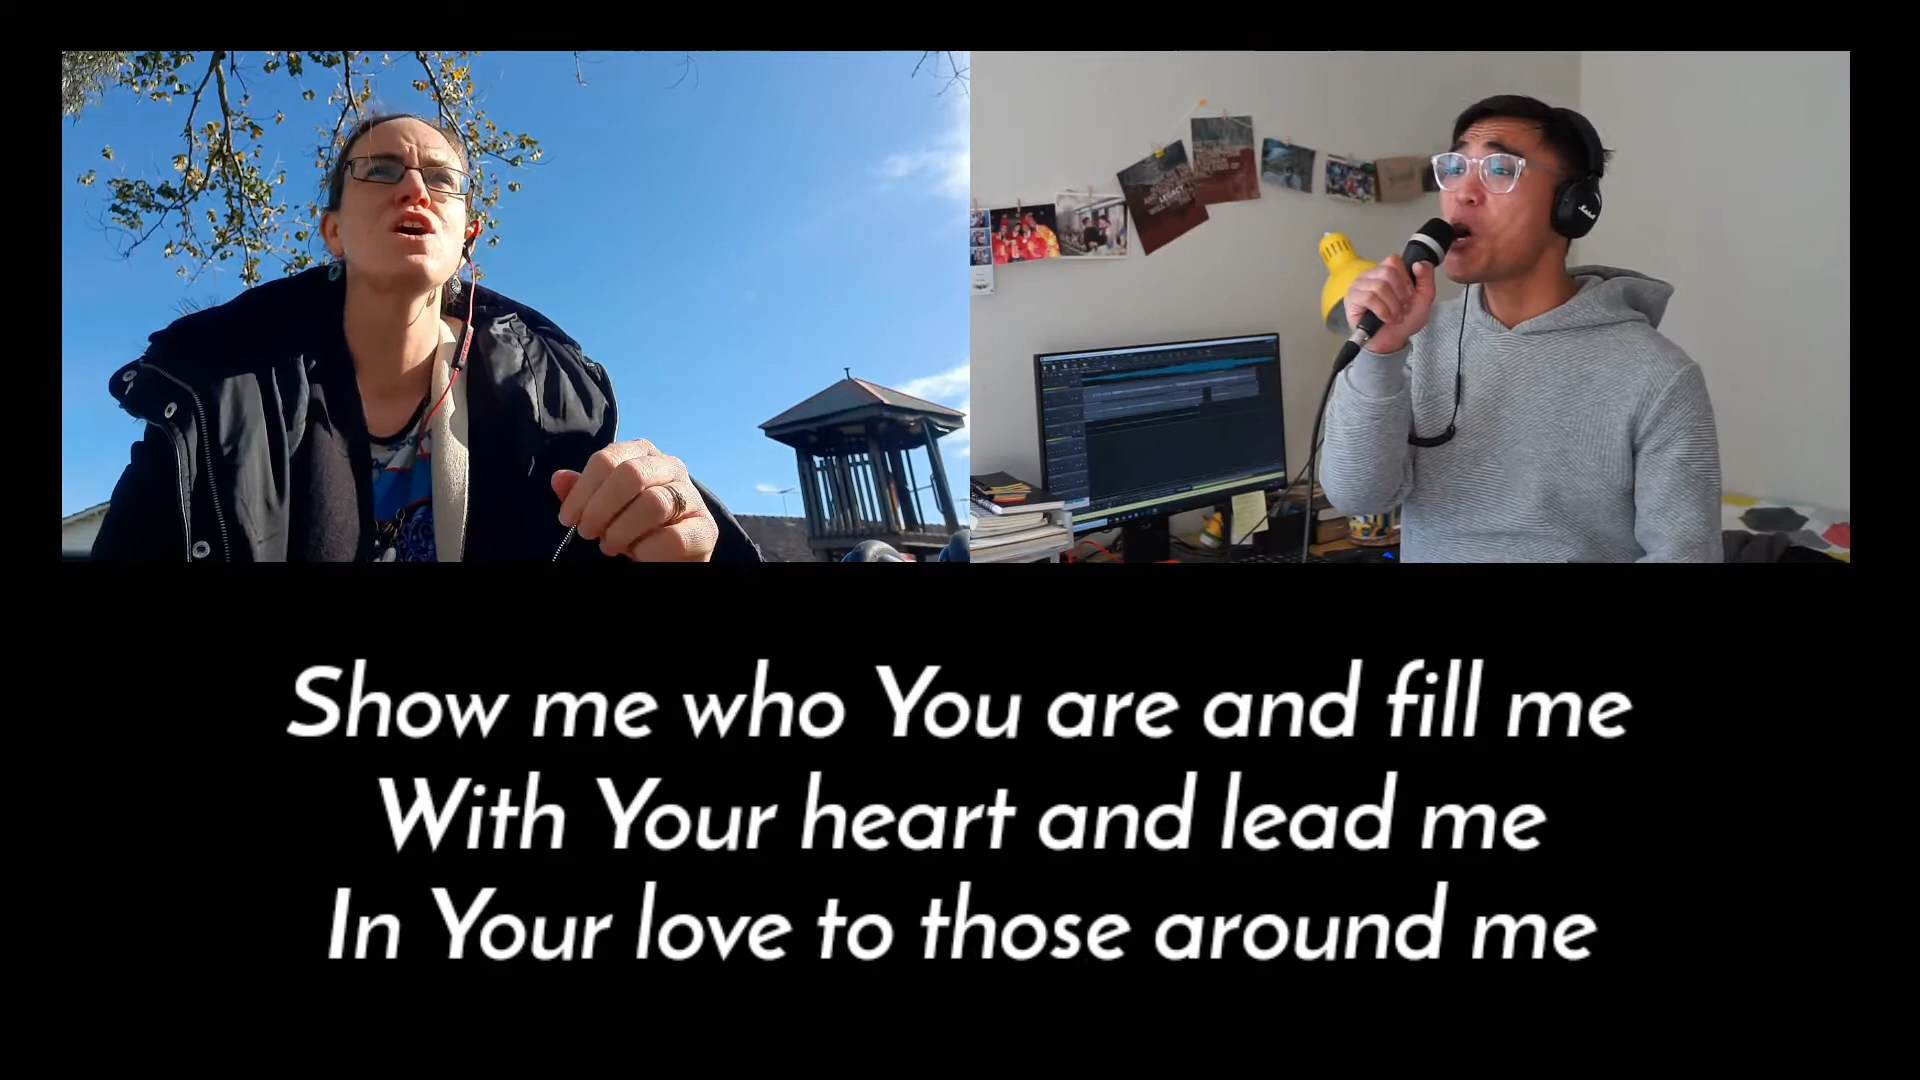 Show me who You are and fill me
With Your heart and lead me
In Your love to those around me